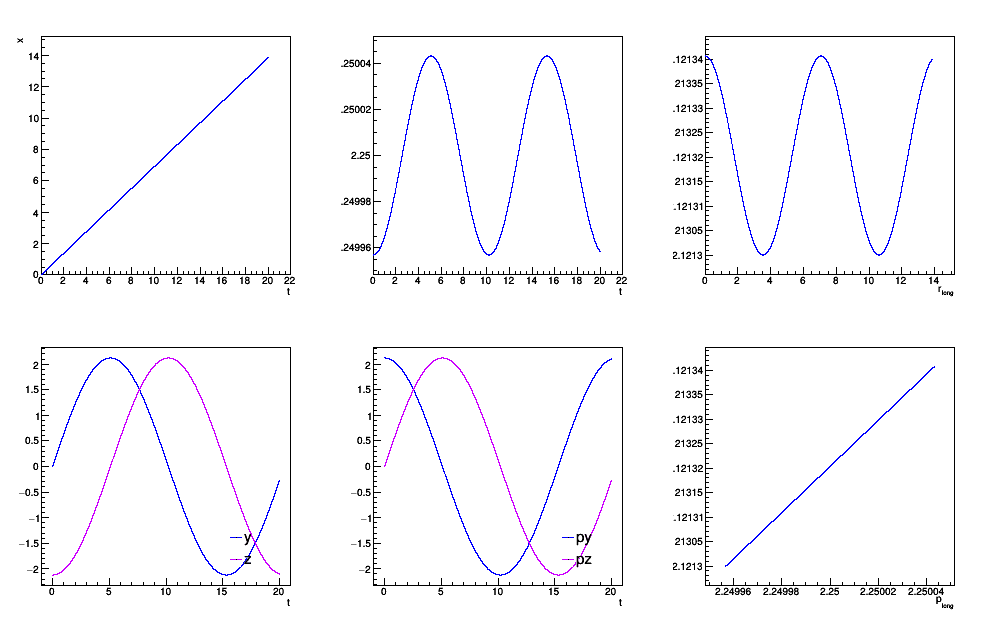 x
14
12
10
8
6
4
2
0
0 2 4 6 8 10 12 14 16 18 20 22
t
.25004
.25002
2.25
.24998
.24996
0 2 4 6 8 10 12 14 16 18 20 22
t
.12134
21335
.12133
21325
.12132
21315
.12131
21305
2.1213
0 2 4 6 8 10 12 14
r_long
2
1.5
1
0.5
0
−0.5
−1
−1.5
−2
y
z
0 5 10 15 20
t
2
1.5
1
0.5
0
−0.5
−1
−1.5
−2
py
pz
0 5 10 15 20
t
.12134
21335
.12133
21325
.12132
21315
.12131
21305
2.1213
2.24996 2.24998 2.25 2.25002 2.25004
p_long